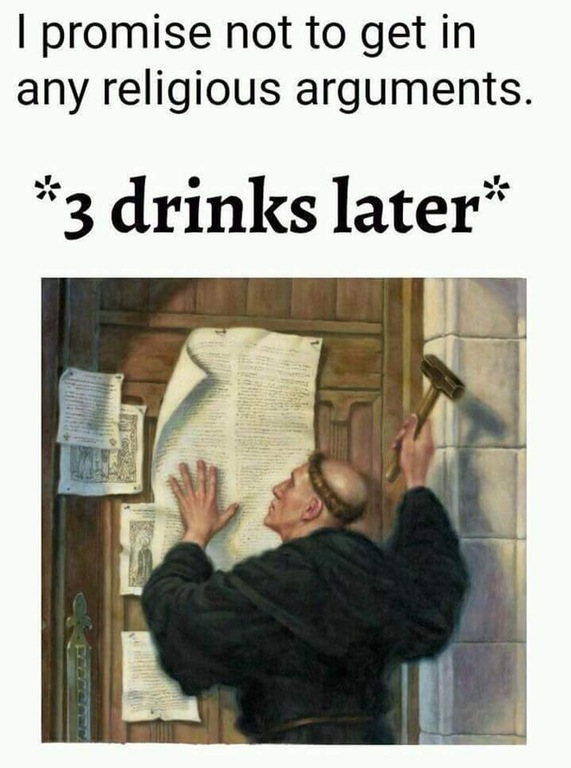 I promise not to get in
any religious arguments.
*3 drinks later*